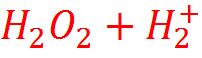 H₂O₂ + H₂⁺